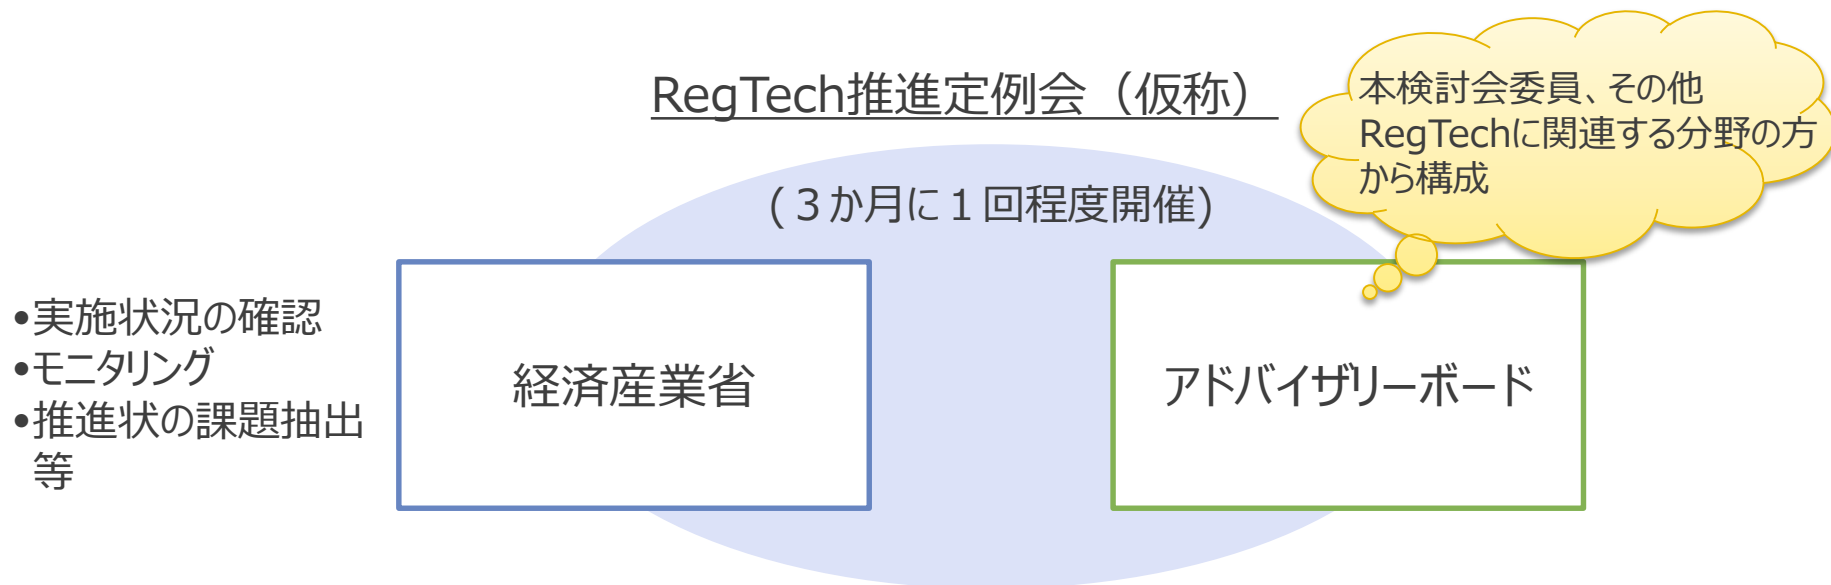 RegTech推進定例会（仮称）
本検討会委員、その他
RegTechに関連する分野の方
から構成
(３か月に１回程度開催)
•実施状況の確認
•モニタリング
•推進状の課題抽出
等
経済産業省
アドバイザリーボード